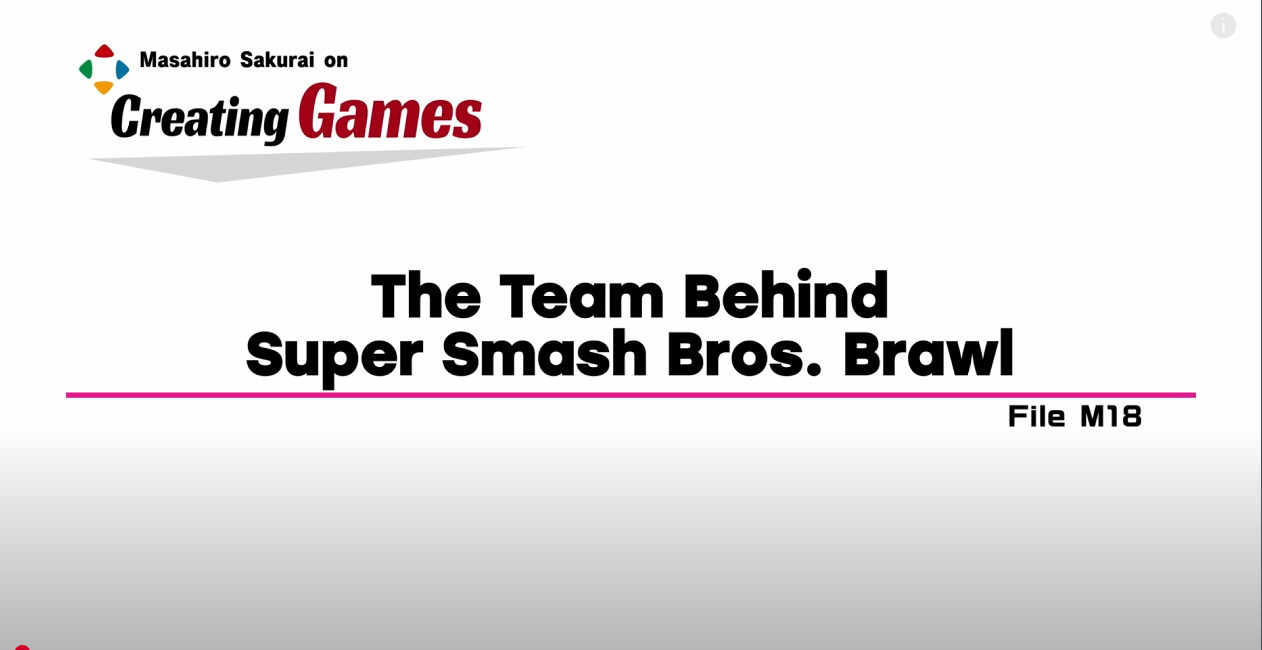 Masahiro Sakurai on
Creating Games
The Team Behind
Super Smash Bros. Brawl
File M18